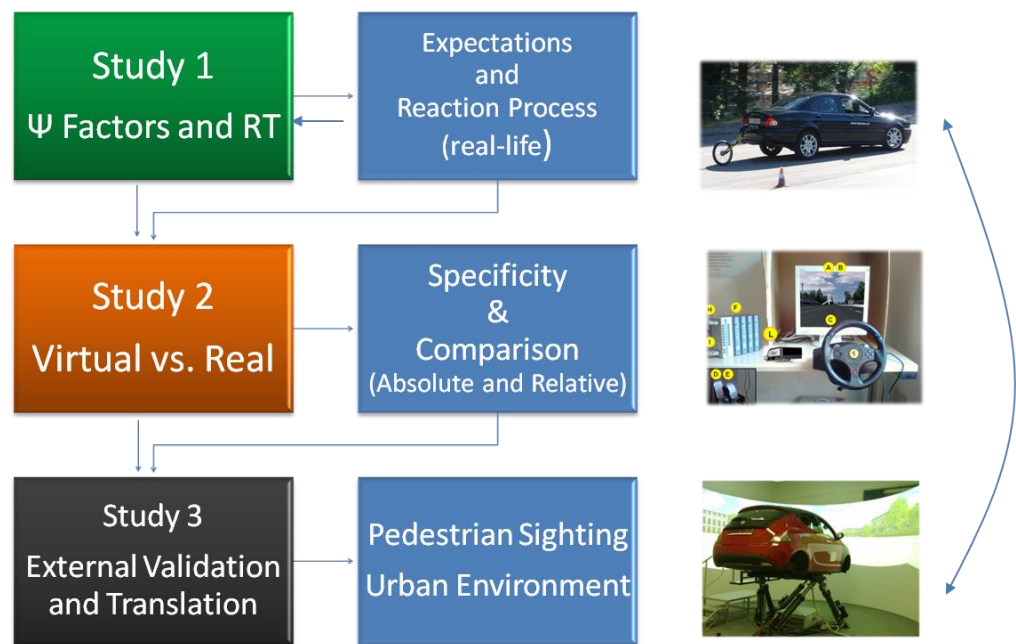 Study 1
Ψ Factors and RT
Expectations
and
Reaction Process
(real-life)
Study 2
Virtual vs. Real
Specificity
&
Comparison
(Absolute and Relative)
A B
C
F
H
I
L
D E
Study 3
External Validation
and Translation
Pedestrian Sighting
Urban Environment